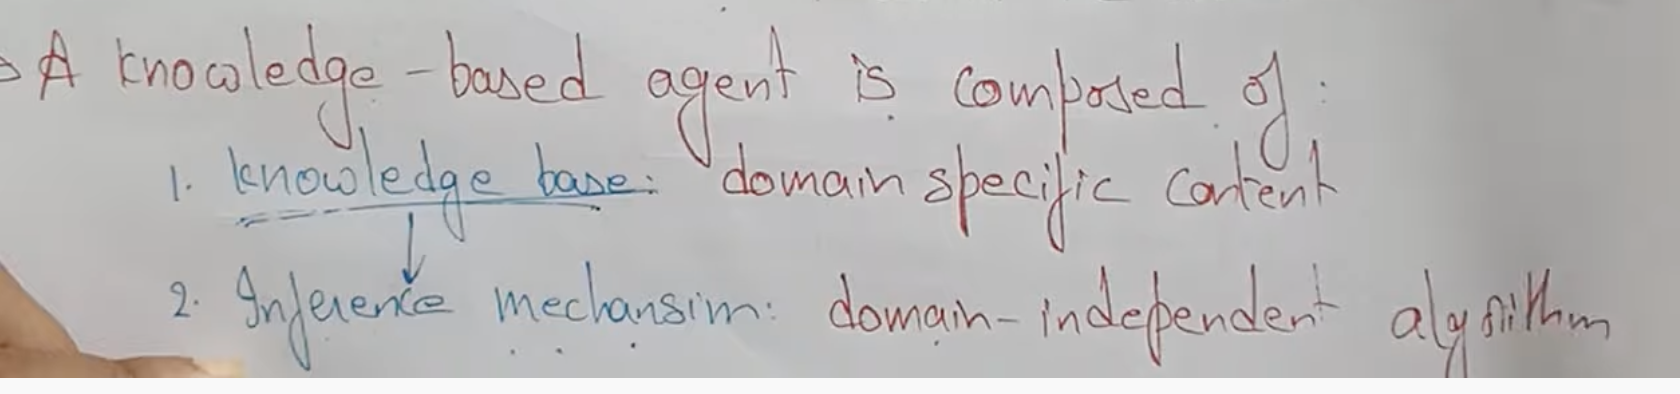 A knowledge-based agent is composed of:
1. knowledge base: domain specific content
2. Inference mechansim: domain-independent algorithm